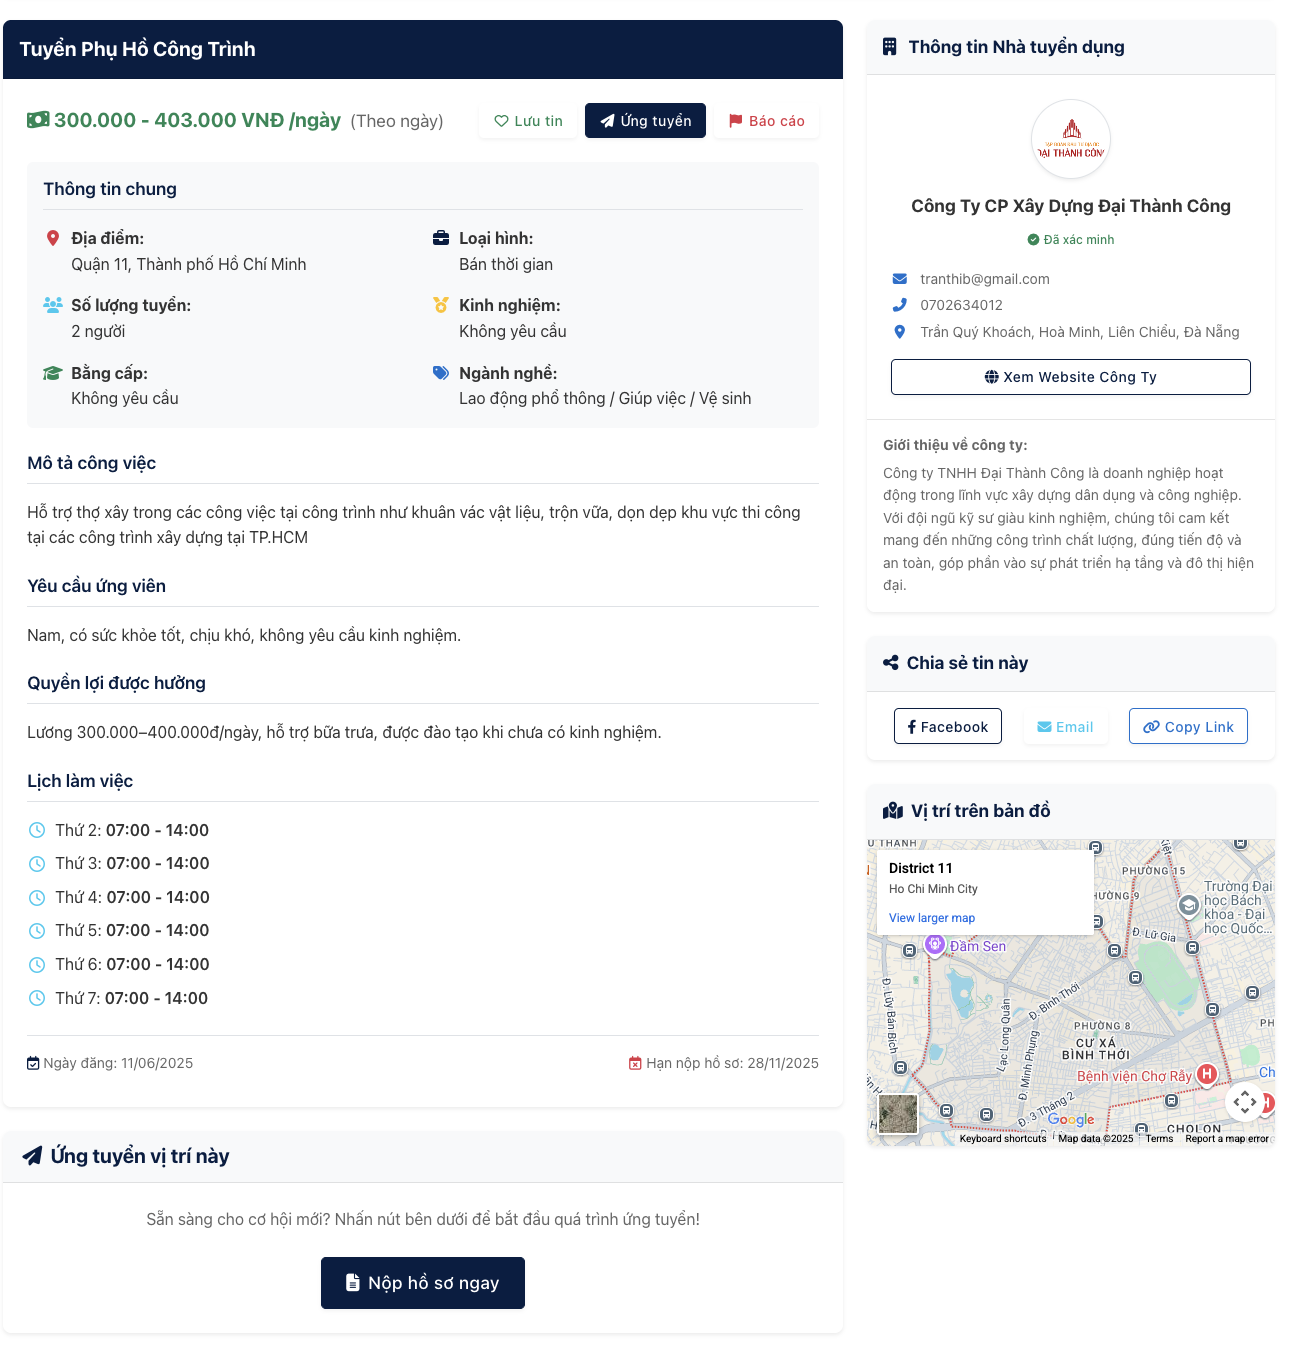 Tuyển Phụ Hồ Công Trình
300.000 - 403.000 VNĐ /ngày (Theo ngày)
Lưu tin
Ứng tuyển
Báo cáo
Thông tin chung
Địa điểm:
Quận 11, Thành phố Hồ Chí Minh
Loại hình:
Bán thời gian
Số lượng tuyển:
2 người
Kinh nghiệm:
Không yêu cầu
Bằng cấp:
Không yêu cầu
Ngành nghề:
Lao động phổ thông / Giúp việc / Vệ sinh
Mô tả công việc
Hỗ trợ thợ xây trong các công việc tại công trình như khuân vác vật liệu, trộn vữa, dọn dẹp khu vực thi công
tại các công trình xây dựng tại TP.HCM
Yêu cầu ứng viên
Nam, có sức khỏe tốt, chịu khó, không yêu cầu kinh nghiệm.
Quyền lợi được hưởng
Lương 300.000–400.000đ/ngày, hỗ trợ bữa trưa, được đào tạo khi chưa có kinh nghiệm.
Lịch làm việc
Thứ 2: 07:00 - 14:00
Thứ 3: 07:00 - 14:00
Thứ 4: 07:00 - 14:00
Thứ 5: 07:00 - 14:00
Thứ 6: 07:00 - 14:00
Thứ 7: 07:00 - 14:00
Ngày đăng: 11/06/2025
Hạn nộp hồ sơ: 28/11/2025
Ứng tuyển vị trí này
Sẵn sàng cho cơ hội mới? Nhấn nút bên dưới để bắt đầu quá trình ứng tuyển!
Nộp hồ sơ ngay
Thông tin Nhà tuyển dụng
ĐẠI THÀNH CÔN
Công Ty CP Xây Dựng Đại Thành Công
Đã xác minh
tranthib@gmail.com
0702634012
Trần Quý Khoách, Hoà Minh, Liên Chiểu, Đà Nẵng
Xem Website Công Ty
Giới thiệu về công ty:
Công ty TNHH Đại Thành Công là doanh nghiệp hoạt
động trong lĩnh vực xây dựng dân dụng và công nghiệp.
Với đội ngũ kỹ sư giàu kinh nghiệm, chúng tôi cam kết
mang đến những công trình chất lượng, đúng tiến độ và
an toàn, góp phần vào sự phát triển hạ tầng và đô thị hiện
đại.
Chia sẻ tin này
Facebook
Email
Copy Link
Vị trí trên bản đồ
U THẠNH
District 11
Ho Chi Minh City
View larger map
PHƯỜNG 15
ƯỜNG 9
Kiệt
Trường Đại
học Bách
khoa - Đại
học Quốc...
Đ. Lữ Gia
Đầm Sen
Đ. Lũy Bán Bích
Lạc Long Quân
Đ. Bình Thới
Đ. Minh Phụng
PHƯỜNG 8
CƯ XÁ
BÌNH THỚI
PH
Bệnh viện Chợ Rẫy
Ch
Đ. 3 Tháng 2
Google
CHOLON
Keyboard shortcuts
Map data ©2025
Terms
Report a map error